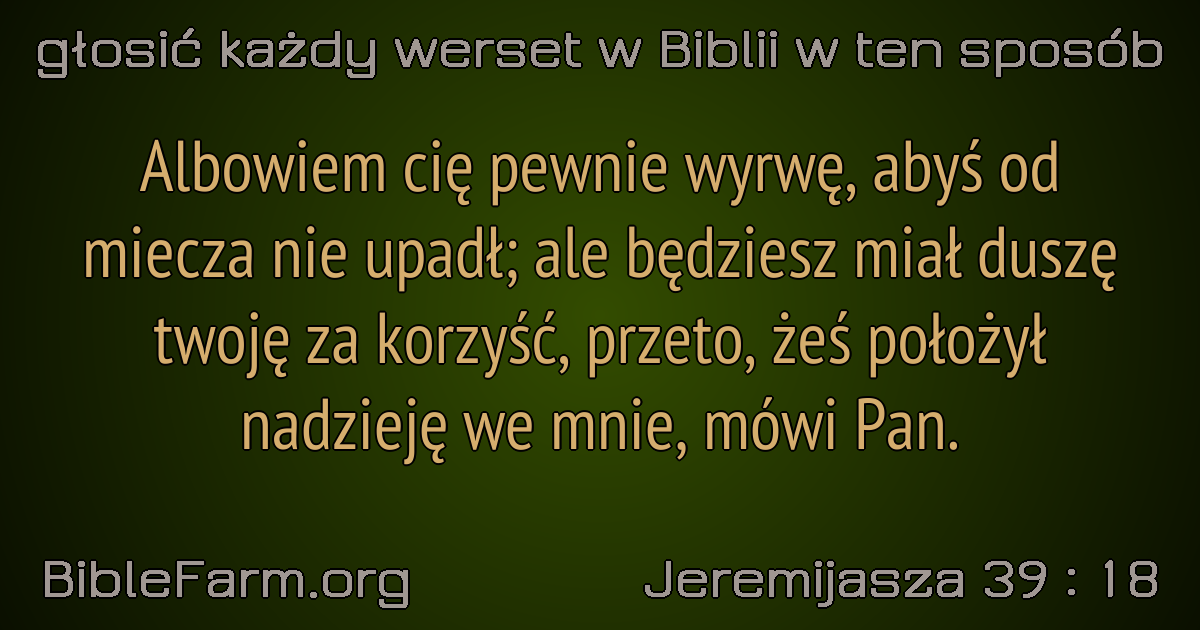 głosić każdy werset w Biblii w ten sposób
Albowiem cię pewnie wyrwę, abyś od
miecza nie upadł; ale będziesz miał duszę
twoję za korzyść, przeto, żeś położył
nadzieję we mnie, mówi Pan.
BibleFarm.org
Jeremijasza 39 : 18